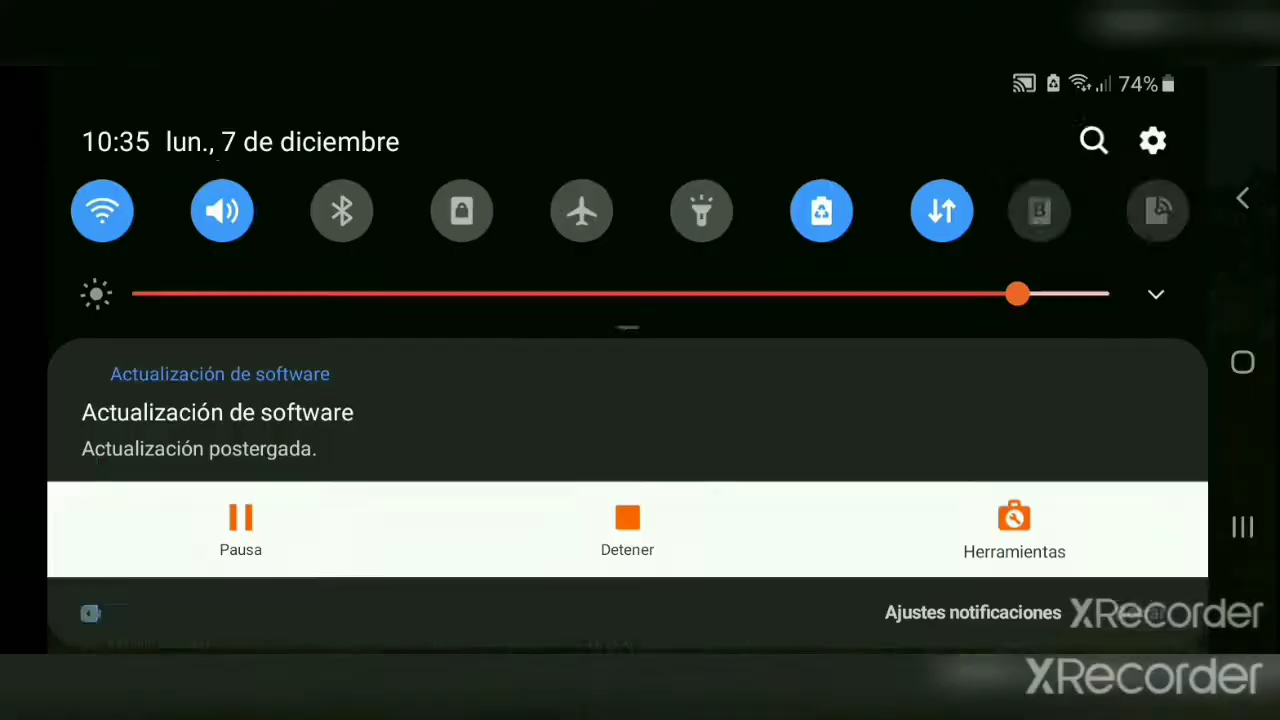 74%
10:35 lun., 7 de diciembre
Actualización de software
Actualización de software
Actualización postergada.
Pausa
Detener
Herramientas
Ajustes notificaciones
XRecorder
XRecorder